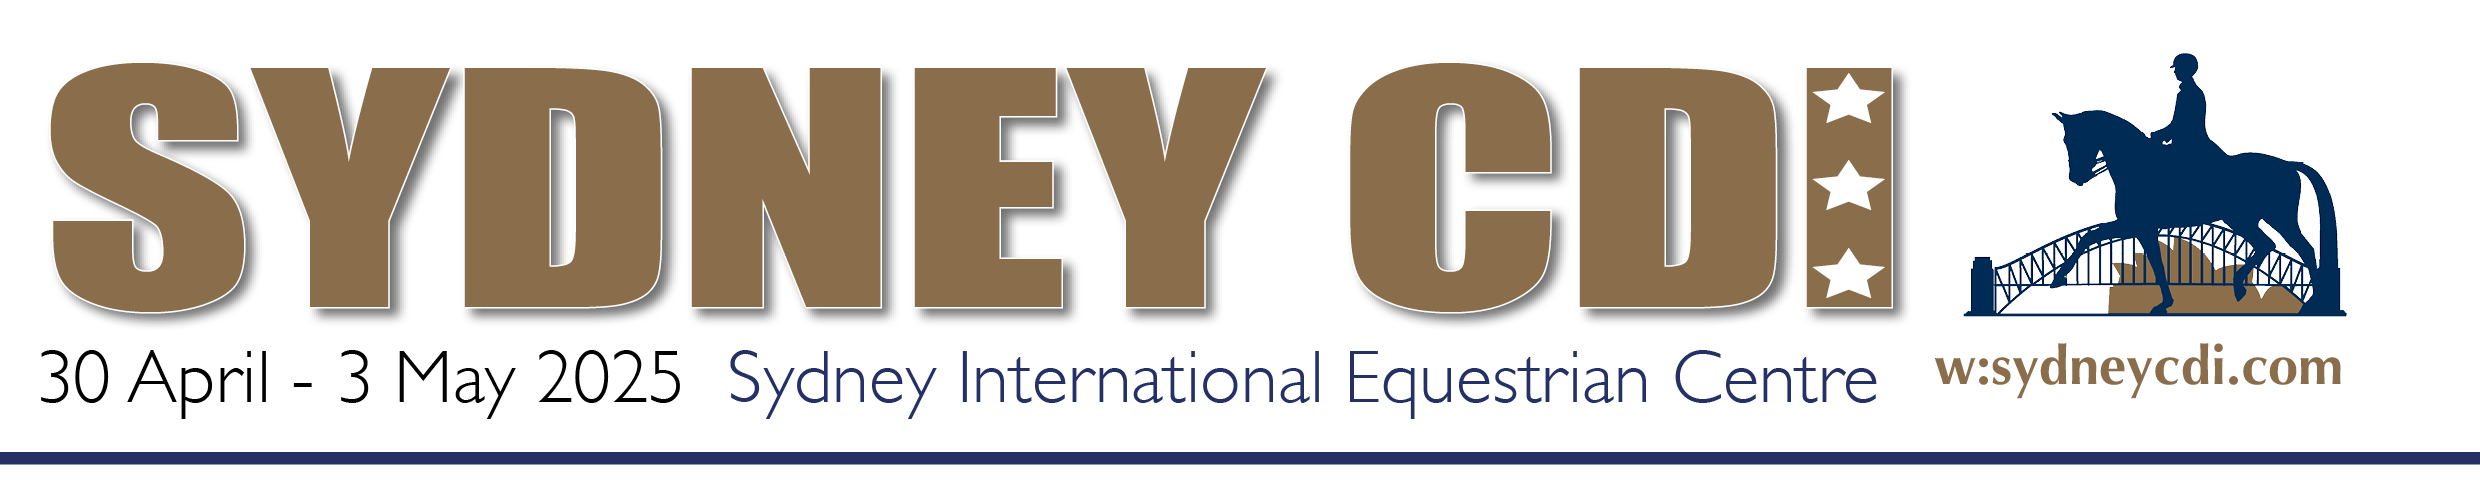 SYDNEY CDI
30 April - 3 May 2025 Sydney International Equestrian Centre
w:sydneycdi.com